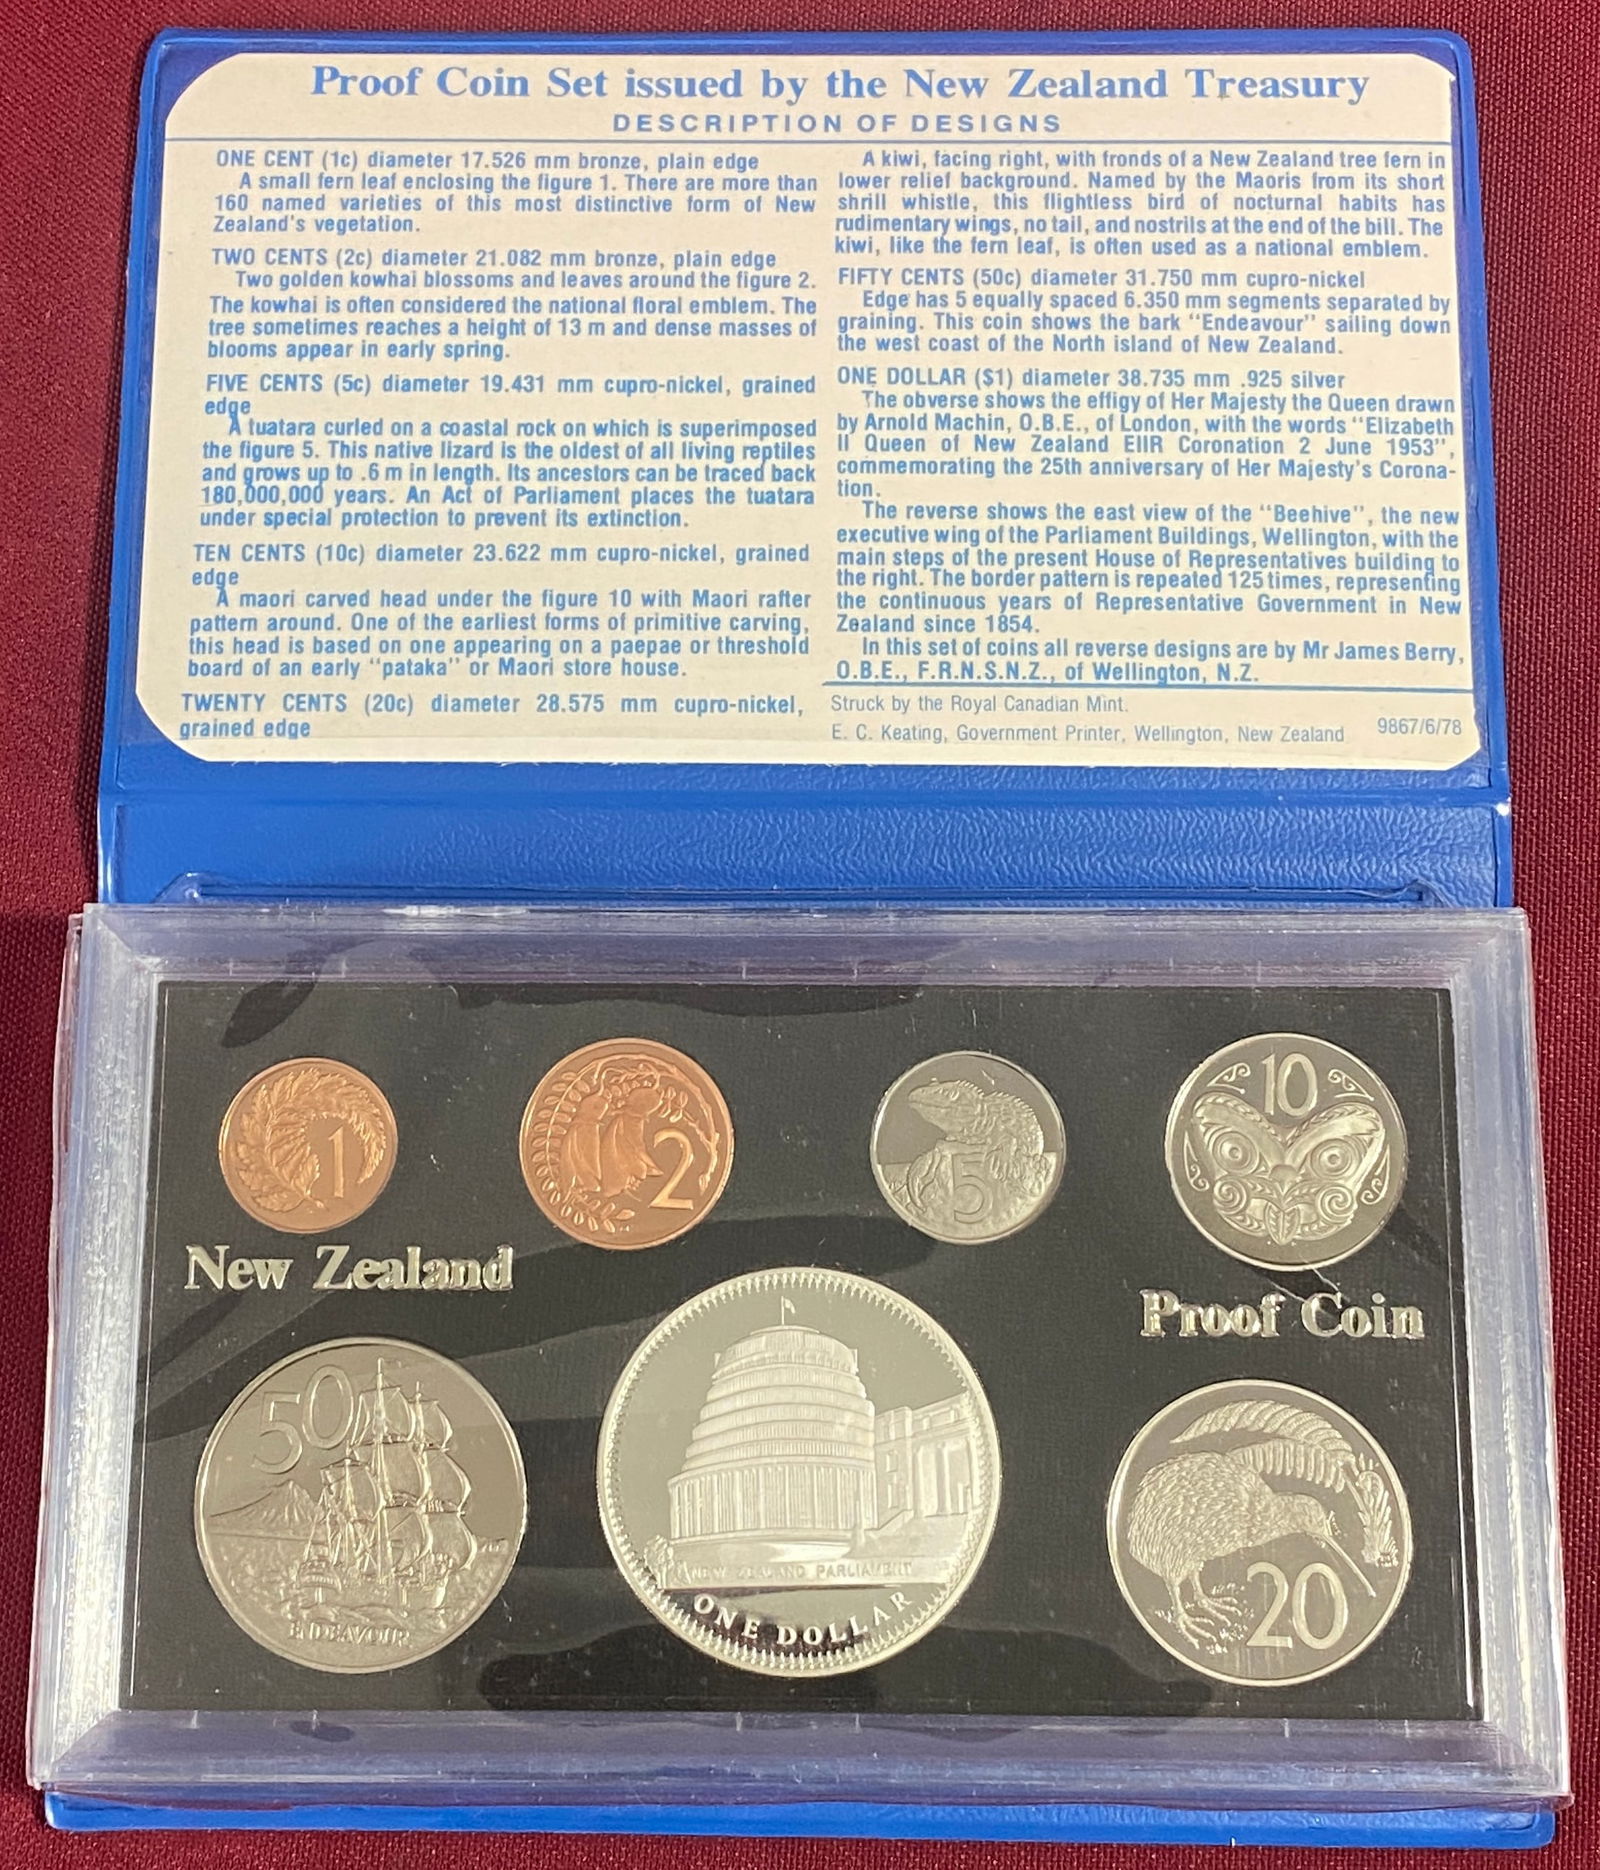 Proof Coin Set issued by the New Zealand Treasury
DESCRIPTION OF DESIGNS
ONE CENT (1c) diameter 17.526 mm bronze, plain edge
A small fern leaf enclosing the figure 1. There are more than
160 named varieties of this most distinctive form of New
Zealand's vegetation.
TWO CENTS (2c) diameter 21.082 mm bronze, plain edge
Two golden kowhai blossoms and leaves around the figure 2.
The kowhai is often considered the national floral emblem. The
tree sometimes reaches a height of 13 m and dense masses of
blooms appear in early spring.
FIVE CENTS (5c) diameter 19.431 mm cupro-nickel, grained
edge
A tuatara curled on a coastal rock on which is superimposed
the figure 5. This native lizard is the oldest of all living reptiles
and grows up to .6 m in length. Its ancestors can be traced back
180,000,000 years. An Act of Parliament places the tuatara
under special protection to prevent its extinction.
TEN CENTS (10c) diameter 23.622 mm cupro-nickel, grained
edge
A maori carved head under the figure 10 with Maori rafter
pattern around. One of the earliest forms of primitive carving,
this head is based on one appearing on a paepae or threshold
board of an early "pataka" or Maori store house.
TWENTY CENTS (20c) diameter 28.575 mm cupro-nickel,
grained edge
A kiwi, facing right, with fronds of a New Zealand tree fern in
lower relief background. Named by the Maoris from its short
shrill whistle, this flightless bird of nocturnal habits has
rudimentary wings, no tail, and nostrils at the end of the bill. The
kiwi, like the fern leaf, is often used as a national emblem.
FIFTY CENTS (50c) diameter 31.750 mm cupro-nickel
Edge has 5 equally spaced 6.350 mm segments separated by
graining. This coin shows the bark "Endeavour" sailing down
the west coast of the North island of New Zealand.
ONE DOLLAR ($1) diameter 38.735 mm .925 silver
The obverse shows the effigy of Her Majesty the Queen drawn
by Arnold Machin, O.B.E., of London, with the words "Elizabeth
II Queen of New Zealand EIIR Coronation 2 June 1953",
commemorating the 25th anniversary of Her Majesty's Corona-
tion.
The reverse shows the east view of the "Beehive", the new
executive wing of the Parliament Buildings, Wellington, with the
main steps of the present House of Representatives building to
the right. The border pattern is repeated 125 times, representing
the continuous years of Representative Government in New
Zealand since 1854.
In this set of coins all reverse designs are by Mr James Berry,
O.B.E., F.R.N.S.N.Z., of Wellington, N.Z.
Struck by the Royal Canadian Mint.
E. C. Keating, Government Printer, Wellington, New Zealand
9867/6/78
1
2
5
10
New Zealand
Proof Coin
50
ENDEAVOUR
NEW ZEALAND PARLIAMENT
ONE DOLLAR
20